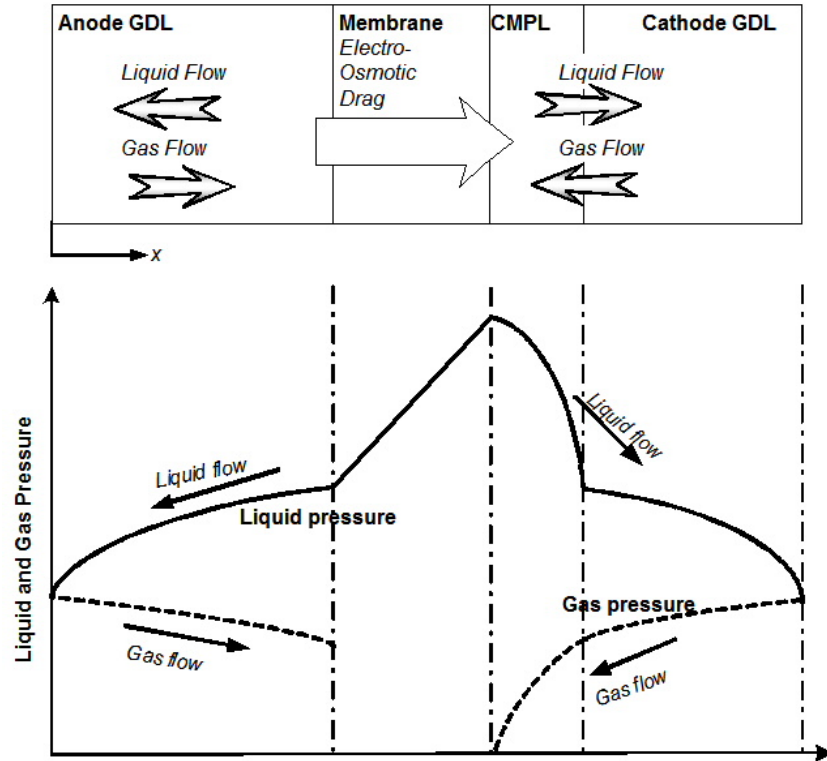 Anode GDL
Membrane
CMPL
Cathode GDL
Electro-
Osmotic
Drag
Liquid Flow
Liquid Flow
Gas Flow
Gas Flow
x
Liquid and Gas Pressure
Liquid flow
Liquid flow
Liquid pressure
Gas pressure
Gas flow
Gas flow